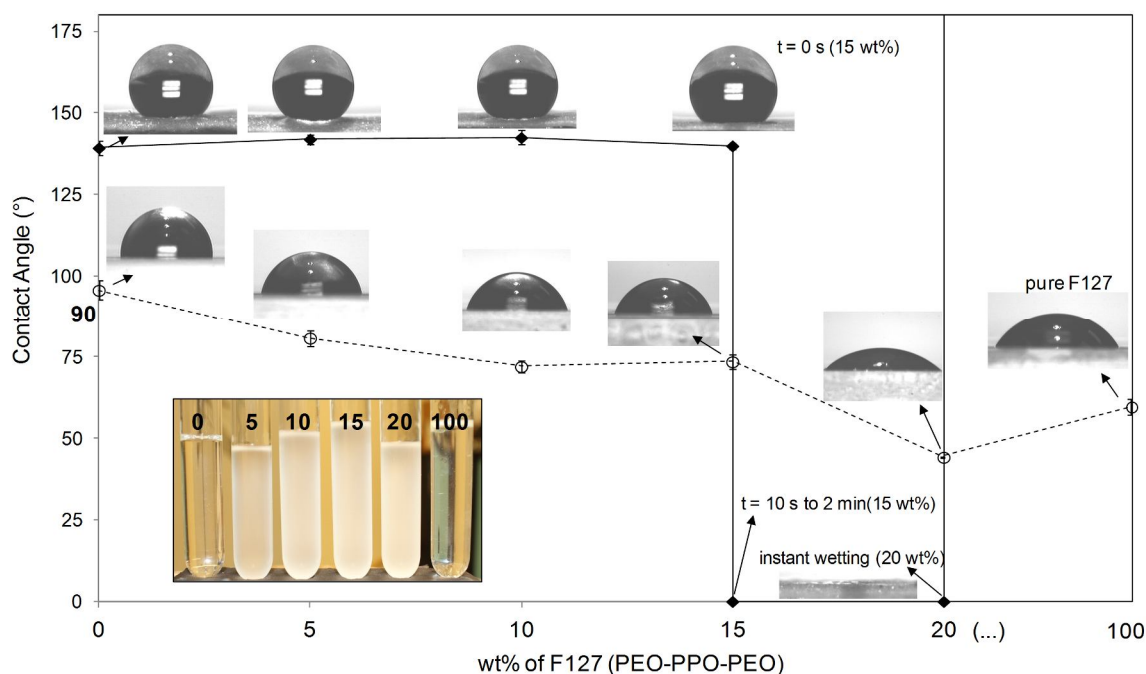 175
t = 0 s (15 wt%)
150
125
100
90
pure F127
75
0 5 10 15 20 100
50
t = 10 s to 2 min(15 wt%)
25
instant wetting (20 wt%)
0
0 5 10 15 20 (...) 100
wt% of F127 (PEO-PPO-PEO)
Contact Angle (°)